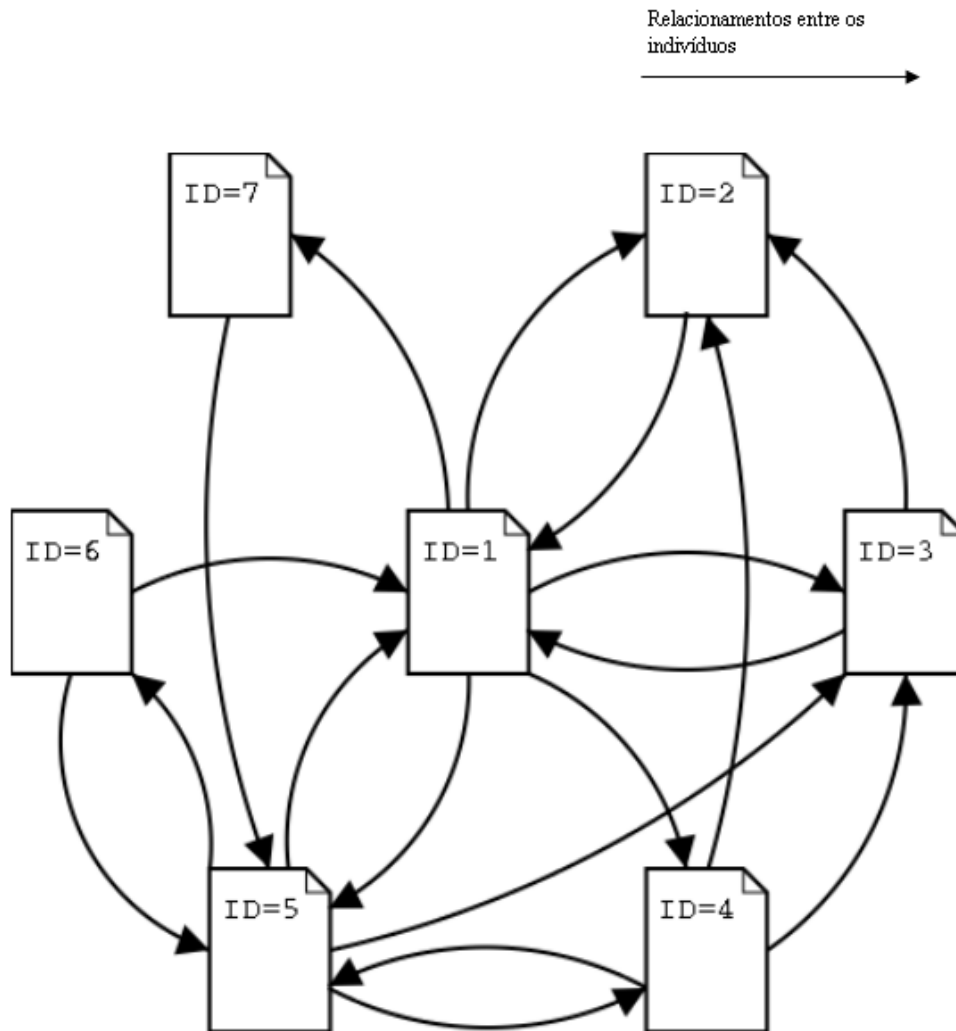 Relacionamentos entre os
indivíduos
ID=7
ID=2
ID=6
ID=1
ID=3
ID=5
ID=4